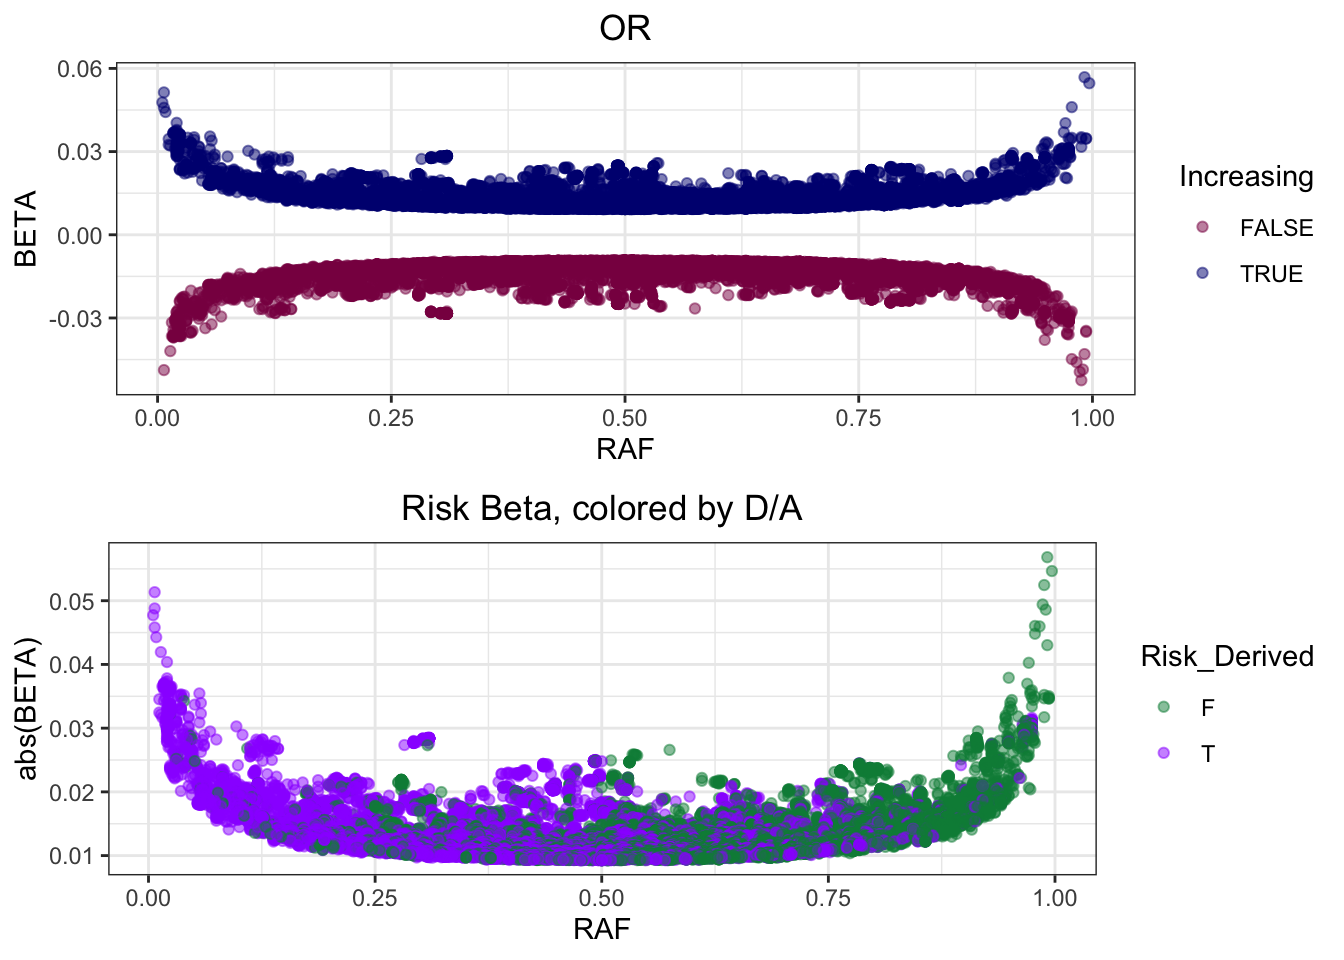 OR
0.06
0.03
0.00
-0.03
BETA
0.00 0.25 0.50 0.75 1.00
RAF
Increasing
FALSE
TRUE
Risk Beta, colored by D/A
0.05
0.04
0.03
0.02
0.01
abs(BETA)
0.00 0.25 0.50 0.75 1.00
RAF
Risk_Derived
F
T